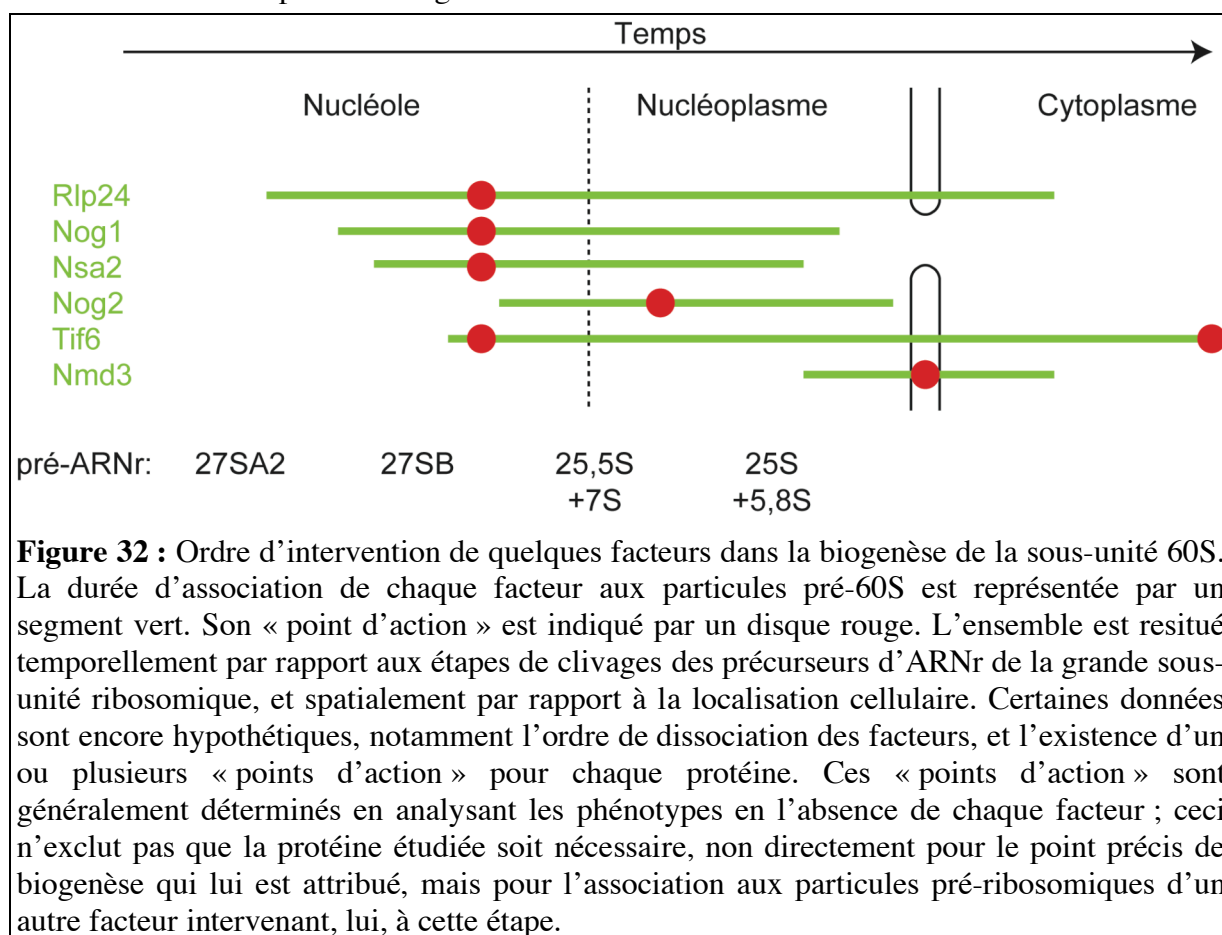 Temps
Nucléole Nucléoplasme Cytoplasme
Rlp24
Nog1
Nsa2
Nog2
Tif6
Nmd3
pré-ARNr: 27SA2 27SB 25,5S 25S
+7S +5,8S
Figure 32 : Ordre d’intervention de quelques facteurs dans la biogenèse de la sous-unité 60S.
La durée d’association de chaque facteur aux particules pré-60S est représentée par un
segment vert. Son « point d’action » est indiqué par un disque rouge. L’ensemble est resitué
temporellement par rapport aux étapes de clivages des précurseurs d’ARNr de la grande sous-
unité ribosomique, et spatialement par rapport à la localisation cellulaire. Certaines données
sont encore hypothétiques, notamment l’ordre de dissociation des facteurs, et l’existence d’un
ou plusieurs « points d’action » pour chaque protéine. Ces « points d’action » sont
généralement déterminés en analysant les phénotypes en l’absence de chaque facteur ; ceci
n’exclut pas que la protéine étudiée soit nécessaire, non directement pour le point précis de
biogenèse qui lui est attribué, mais pour l’association aux particules pré-ribosomiques d’un
autre facteur intervenant, lui, à cette étape.